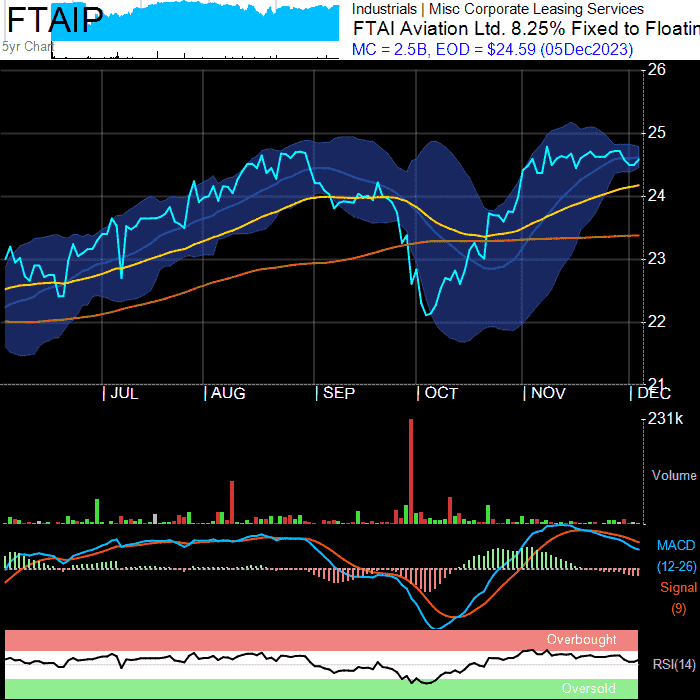 FTAIP
5yr Chart
Industrials | Misc Corporate Leasing Services
FTAI Aviation Ltd. 8.25% Fixed to Floatin
MC = 2.5B, EOD = $24.59 (05Dec2023)
26
25
24
23
22
21
JUL
AUG
SEP
OCT
NOV
DEC
231k
Volume
MACD
(12-26)
Signal
(9)
Overbought
RSI(14)
Oversold